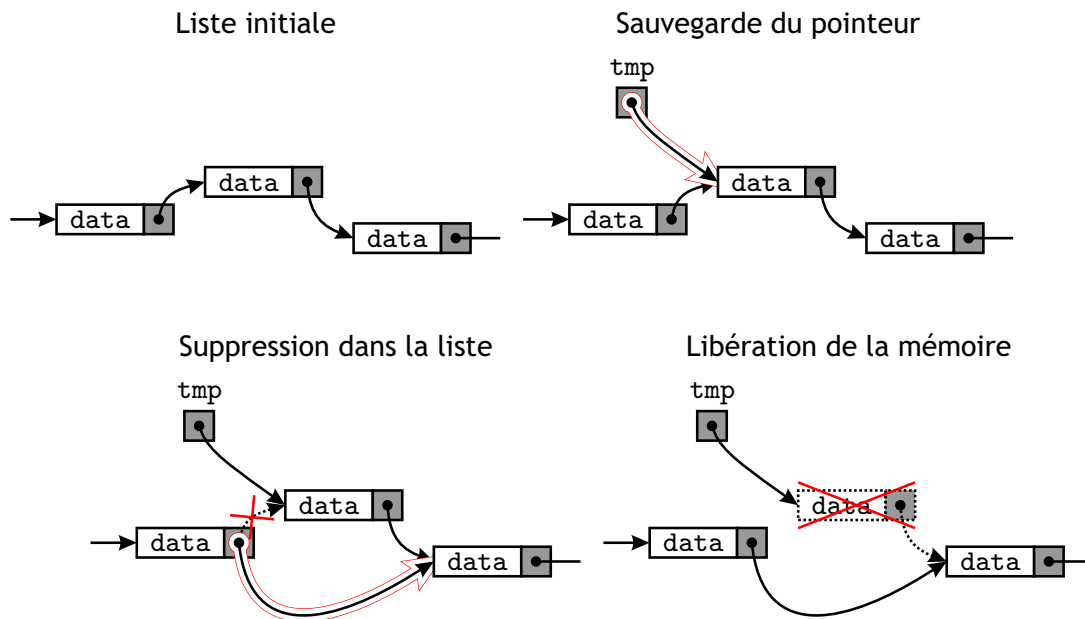 Liste initiale
Sauvegarde du pointeur
tmp
data
data
data
data
data
data
Suppression dans la liste
Libération de la mémoire
tmp
tmp
data
data
data
data
data
data